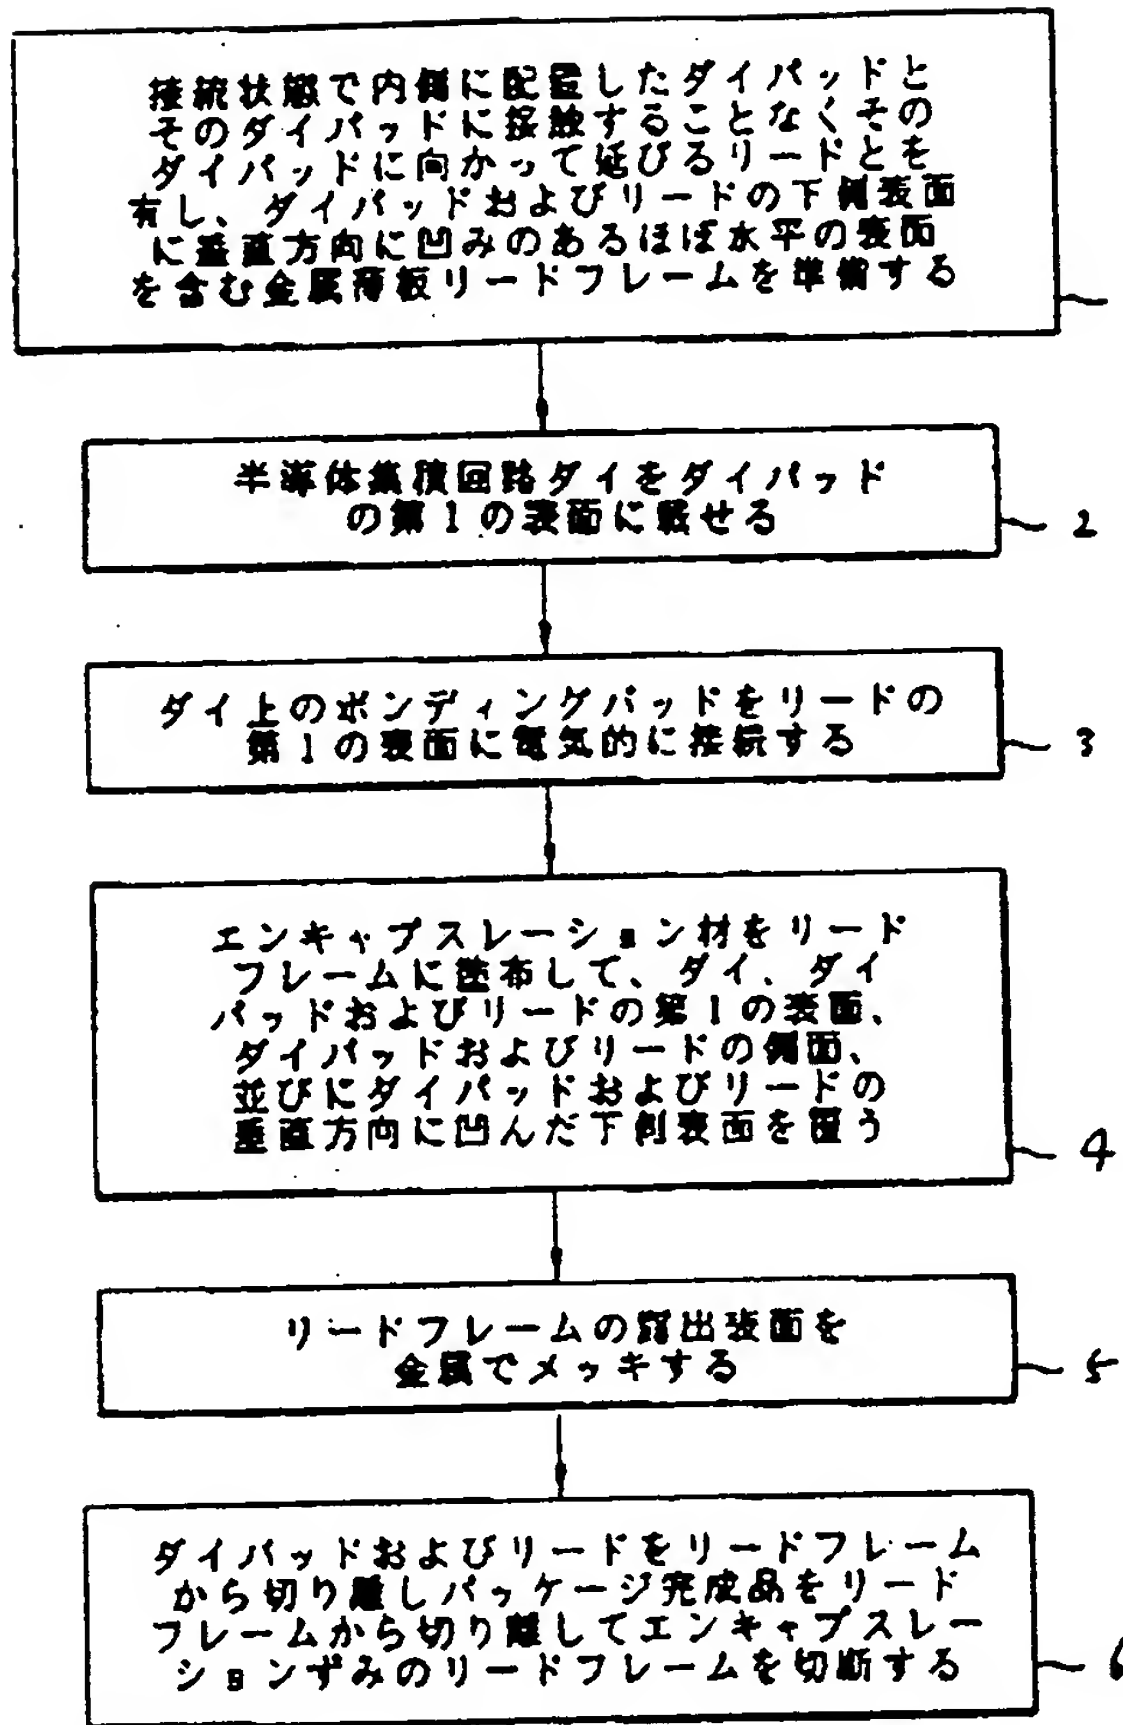 接続状態で内側に配置したダイパッドと
そのダイパッドに接触することなくその
ダイパッドに向かって延びるリードとを
有し、ダイパッドおよびリードの下側表面
に垂直方向に凹みのあるほぼ水平の表面
を含む金属薄板リードフレームを準備する
半導体集積回路ダイをダイパッド
の第1の表面に載せる
2
ダイ上のボンディングパッドをリードの
第1の表面に電気的に接続する
3
エンキャプスレーション材をリード
フレームに塗布して、ダイ、ダイ
パッドおよびリードの第1の表面、
ダイパッドおよびリードの側面、
並びにダイパッドおよびリードの
垂直方向に凹んだ下側表面を覆う
4
リードフレームの露出表面を
金属でメッキする
5
ダイパッドおよびリードをリードフレーム
から切り離しパッケージ完成品をリード
フレームから切り離してエンキャプスレー
ションずみのリードフレームを切断する
6